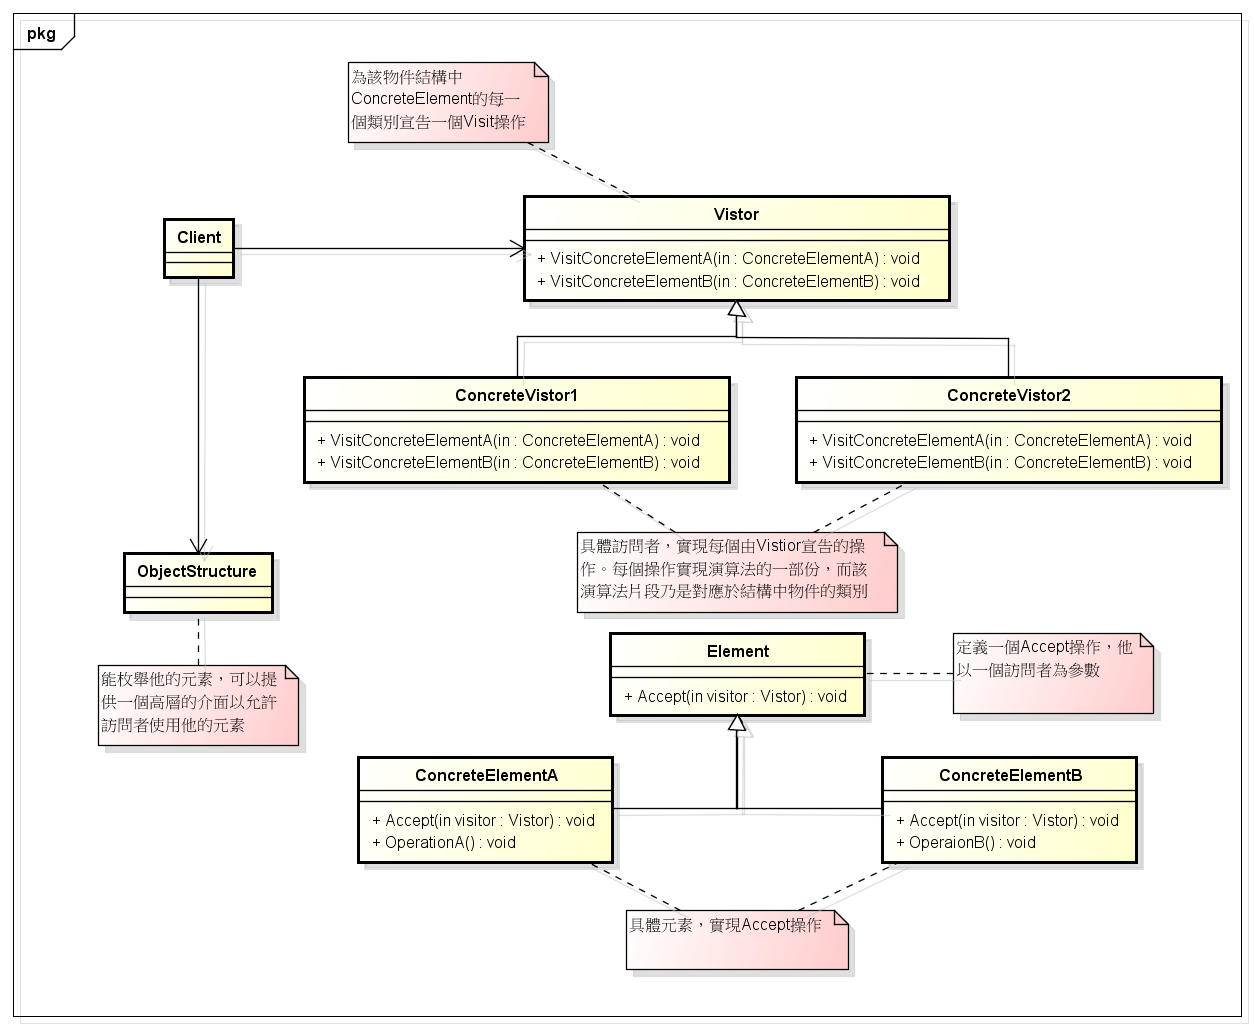 pkg
為該物件結構中
ConcreteElement的每一
個類別宣告一個Visit操作
Vistor
+ VisitConcreteElementA(in : ConcreteElementA) : void
+ VisitConcreteElementB(in : ConcreteElementB) : void
Client
ConcreteVistor1
+ VisitConcreteElementA(in : ConcreteElementA) : void
+ VisitConcreteElementB(in : ConcreteElementB) : void
ConcreteVistor2
+ VisitConcreteElementA(in : ConcreteElementA) : void
+ VisitConcreteElementB(in : ConcreteElementB) : void
具體訪問者，實現每個由Vistior宣告的操
作。每個操作實現演算法的一部份，而該
演算法片段乃是對應於結構中物件的類別
ObjectStructure
能枚舉他的元素，可以提
供一個高層的介面以允許
訪問者使用他的元素
Element
+ Accept(in visitor : Vistor) : void
定義一個Accept操作，他
以一個訪問者為參數
ConcreteElementA
+ Accept(in visitor : Vistor) : void
+ OperationA() : void
ConcreteElementB
+ Accept(in visitor : Vistor) : void
+ OperaionB() : void
具體元素，實現Accept操作